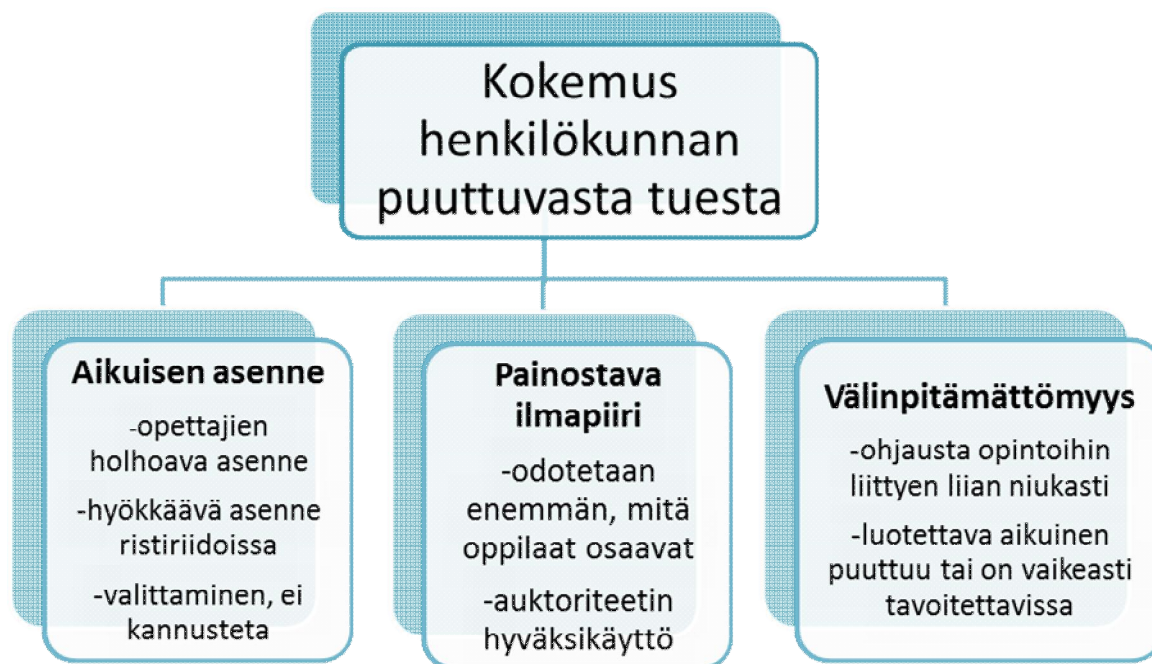 Kokemus
henkilökunnan
puuttuvasta tuesta
Aikuisen asenne
-opettajien
holhoava asenne
-hyökkäävä asenne
ristiriidoissa
-valittaminen, ei
kannusteta
Painostava
ilmapiiri
-odotetaan
enemmän, mitä
oppilaat osaavat
-auktoriteetin
hyväksikäyttö
Välinpitämättömyys
-ohjausta opintoihin
liittyen liian niukasti
-luotettava aikuinen
puuttuu tai on vaikeasti
tavoitettavissa